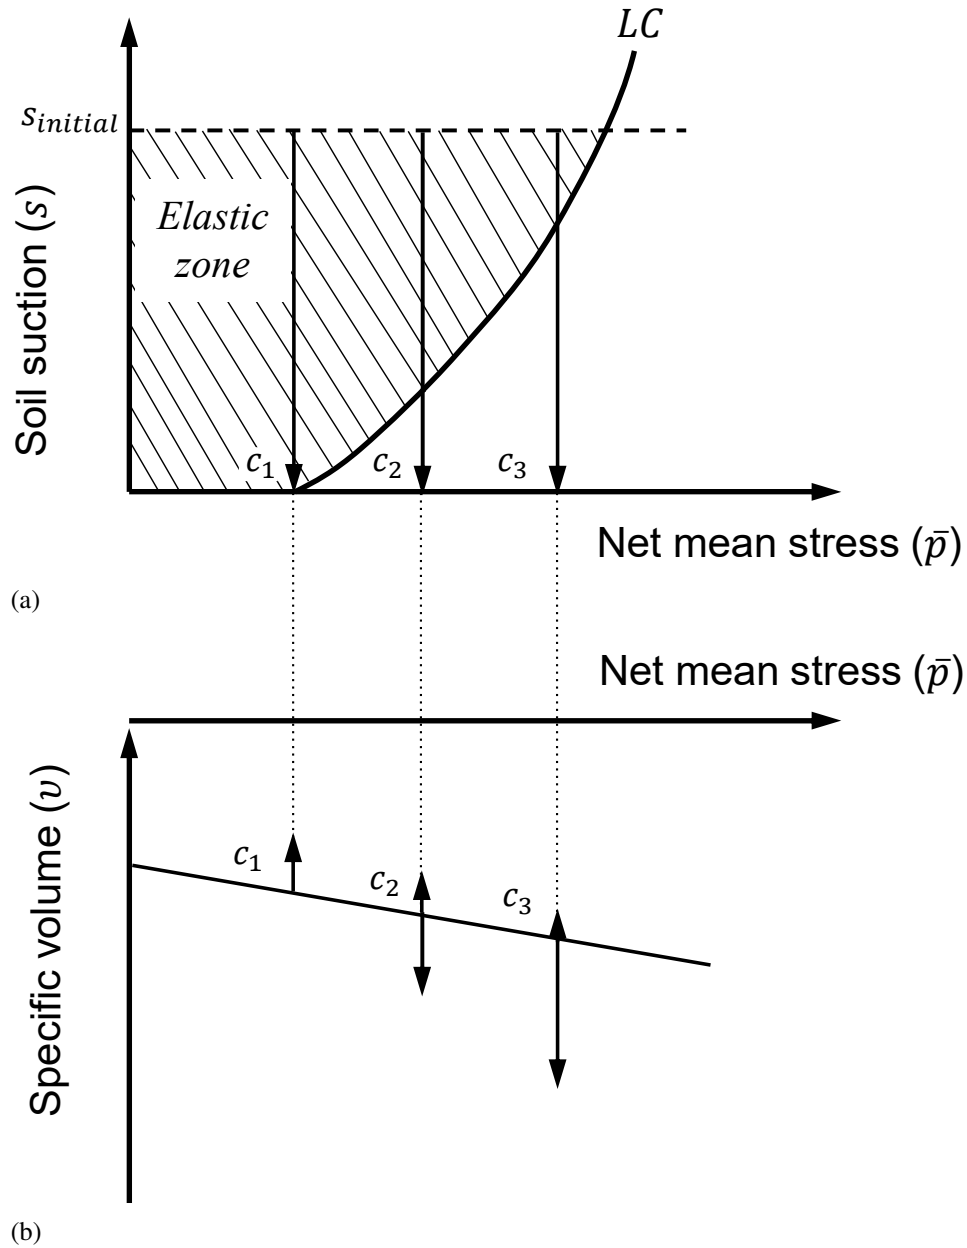 LC
s_initial
Soil suction (s)
Elastic
zone
c₁
c₂
c₃
Net mean stress (p̄)
(a)
Net mean stress (p̄)
Specific volume (υ)
c₁
c₂
c₃
(b)